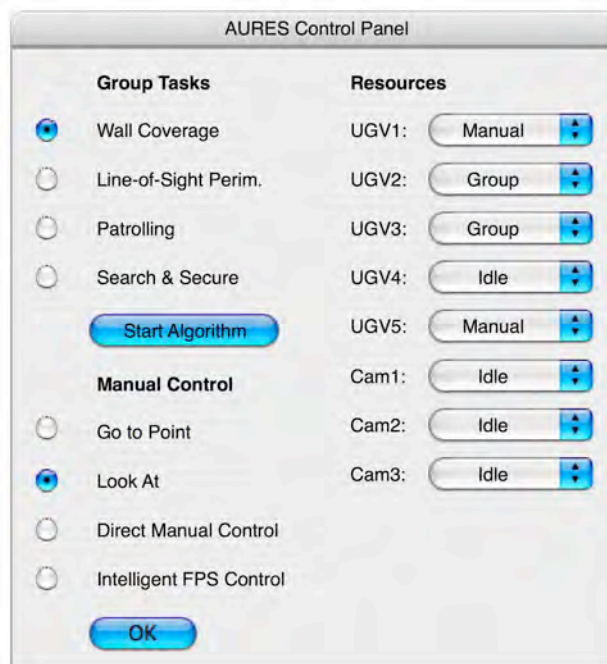 AURES Control Panel
Group Tasks
Wall Coverage
Line-of-Sight Perim.
Patrolling
Search & Secure
Start Algorithm
Manual Control
Go to Point
Look At
Direct Manual Control
Intelligent FPS Control
OK
Resources
UGV1: Manual
UGV2: Group
UGV3: Group
UGV4: Idle
UGV5: Manual
Cam1: Idle
Cam2: Idle
Cam3: Idle